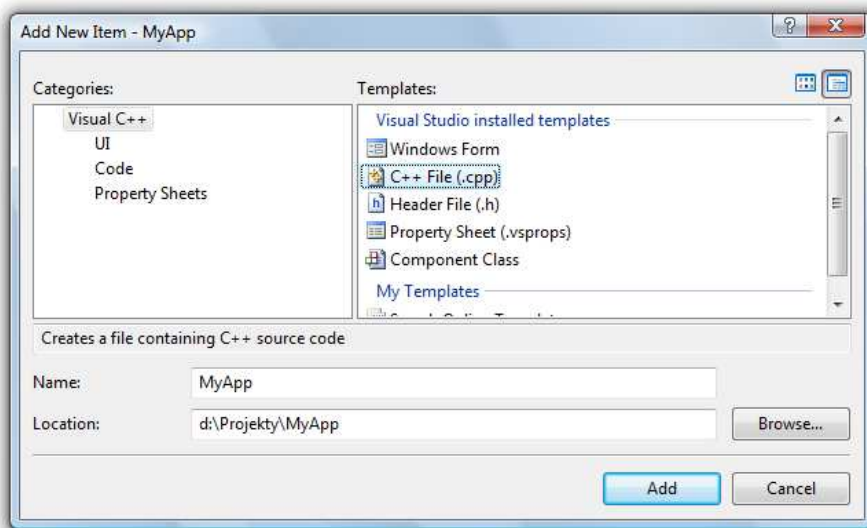 Add New Item - MyApp
Categories:
Templates:
Visual C++
UI
Code
Property Sheets
Visual Studio installed templates
Windows Form
C++ File (.cpp)
Header File (.h)
Property Sheet (.vsprops)
Component Class
My Templates
Creates a file containing C++ source code
Name:
MyApp
Location:
d:\Projekty\MyApp
Browse...
Add
Cancel